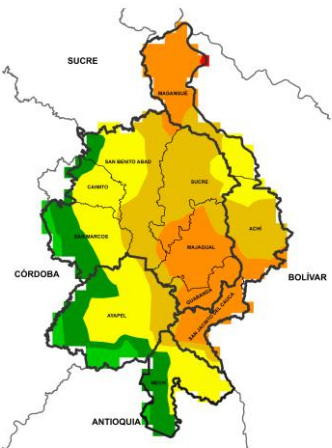 SUCRE
MAGANGUÉ
SAN BENITO ABAD
CAIMITO
SUCRE
SAN MARCOS
ACHÍ
MAJAGUAL
CÓRDOBA
BOLÍVAR
GUARANDA
AYAPEL
SAN JACINTO DEL CAUCA
NECHÍ
ANTIOQUIA